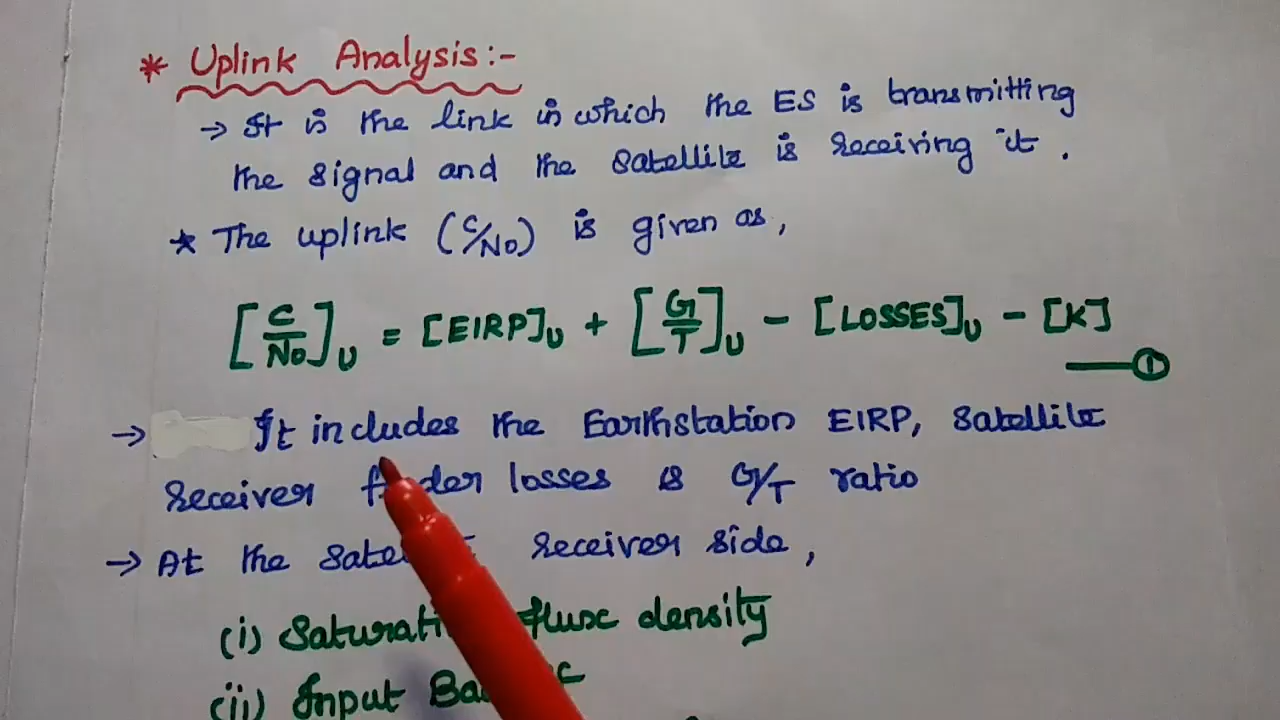 * Uplink Analysis:-
→ It is the link in which the ES is transmitting
the signal and the satellite is receiving it.
* The uplink (C/No) is given as,
[C/No]U = [EIRP]U + [G/T]U - [LOSSES]U - [K]
①
→ It includes the Earthstation EIRP, satellite
receiver losses is G/T ratio
→ At the receiver side,
(i) flux density
(ii) Input